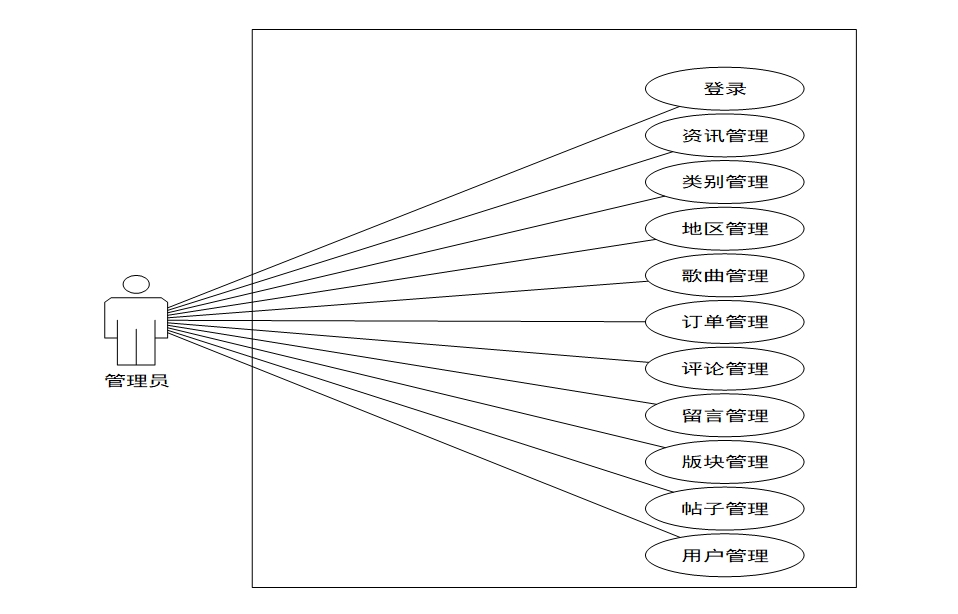 登录
资讯管理
类别管理
地区管理
歌曲管理
订单管理
评论管理
留言管理
版块管理
帖子管理
用户管理
管理员